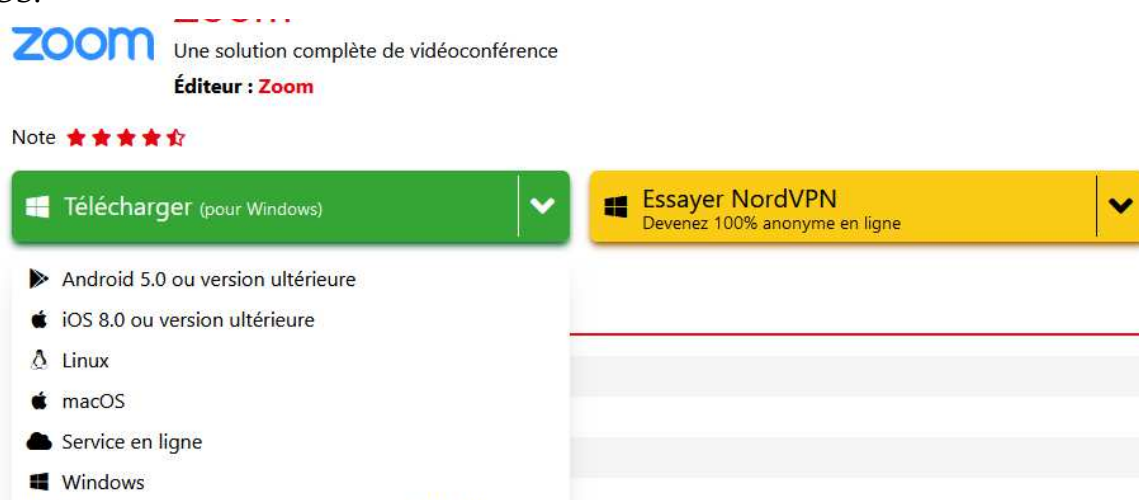 zoom
Une solution complète de vidéoconférence
Éditeur : Zoom
Note
Télécharger (pour Windows)
Essayer NordVPN
Devenez 100% anonyme en ligne
Android 5.0 ou version ultérieure
iOS 8.0 ou version ultérieure
Linux
macOS
Service en ligne
Windows